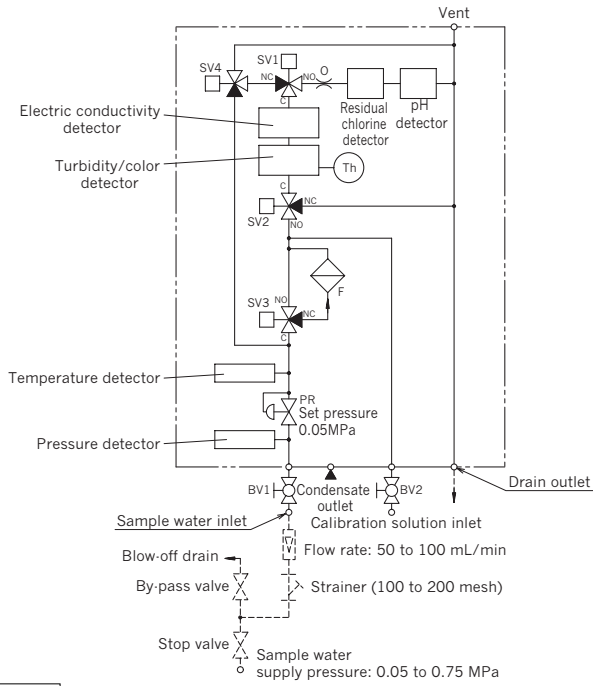 Vent
SV1
SV4
NC
NO
O
C
Electric conductivity
detector
Residual
chlorine
detector
pH
detector
Turbidity/color
detector
Th
C
NC
SV2
NO
F
SV3
NO
NC
C
Temperature detector
PR
Set pressure
0.05MPa
Pressure detector
Drain outlet
BV1
Condensate
outlet
BV2
Sample water inlet
Calibration solution inlet
Flow rate: 50 to 100 mL/min
Blow-off drain
By-pass valve
Strainer (100 to 200 mesh)
Stop valve
Sample water
supply pressure: 0.05 to 0.75 MPa